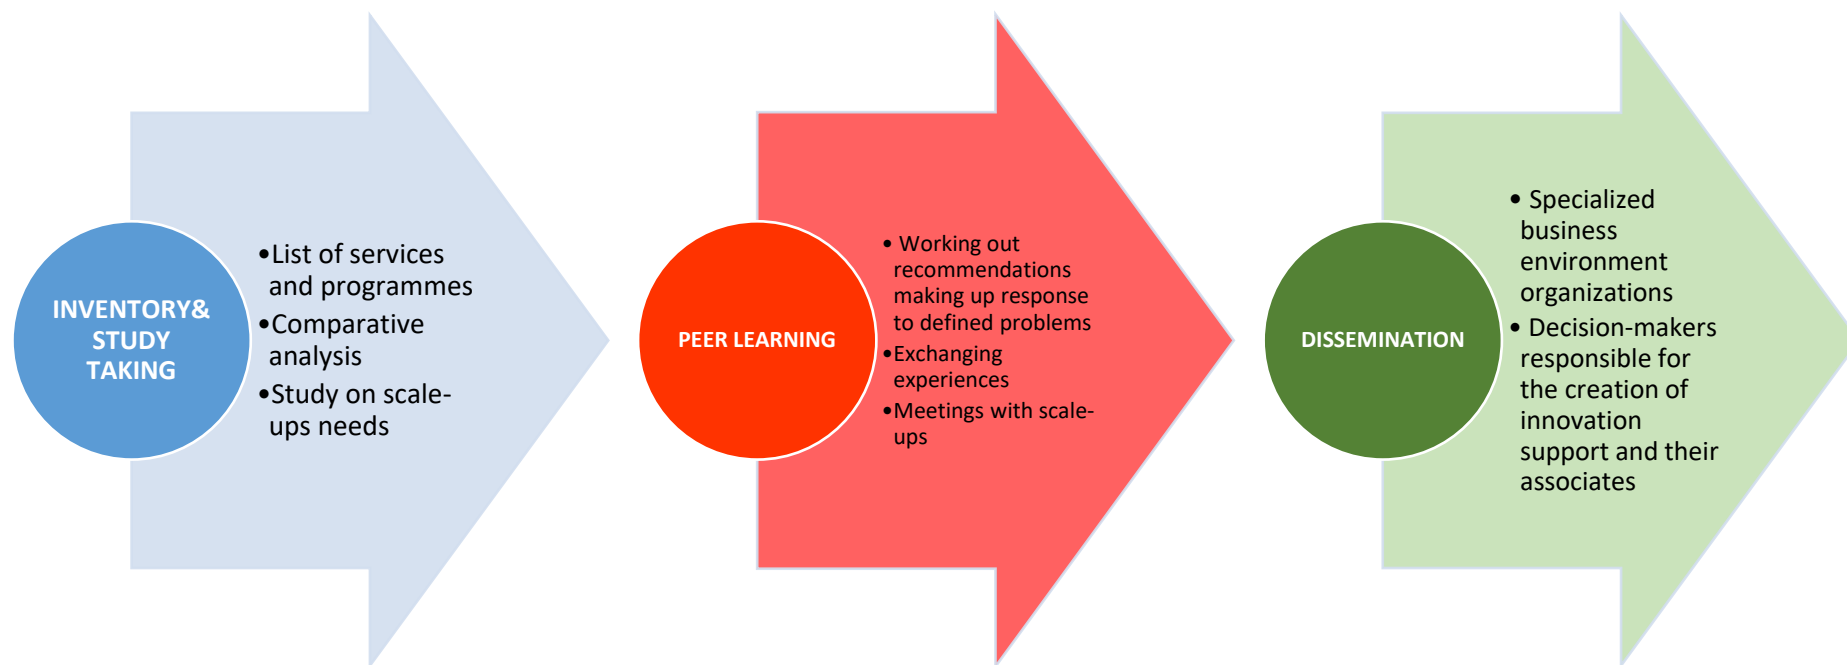 INVENTORY&
STUDY
TAKING
•List of services
and programmes
•Comparative
analysis
•Study on scale-
ups needs
PEER LEARNING
• Working out
recommendations
making up response
to defined problems
•Exchanging
experiences
•Meetings with scale-
ups
DISSEMINATION
• Specialized
business
environment
organizations
• Decision-makers
responsible for
the creation of
innovation
support and their
associates